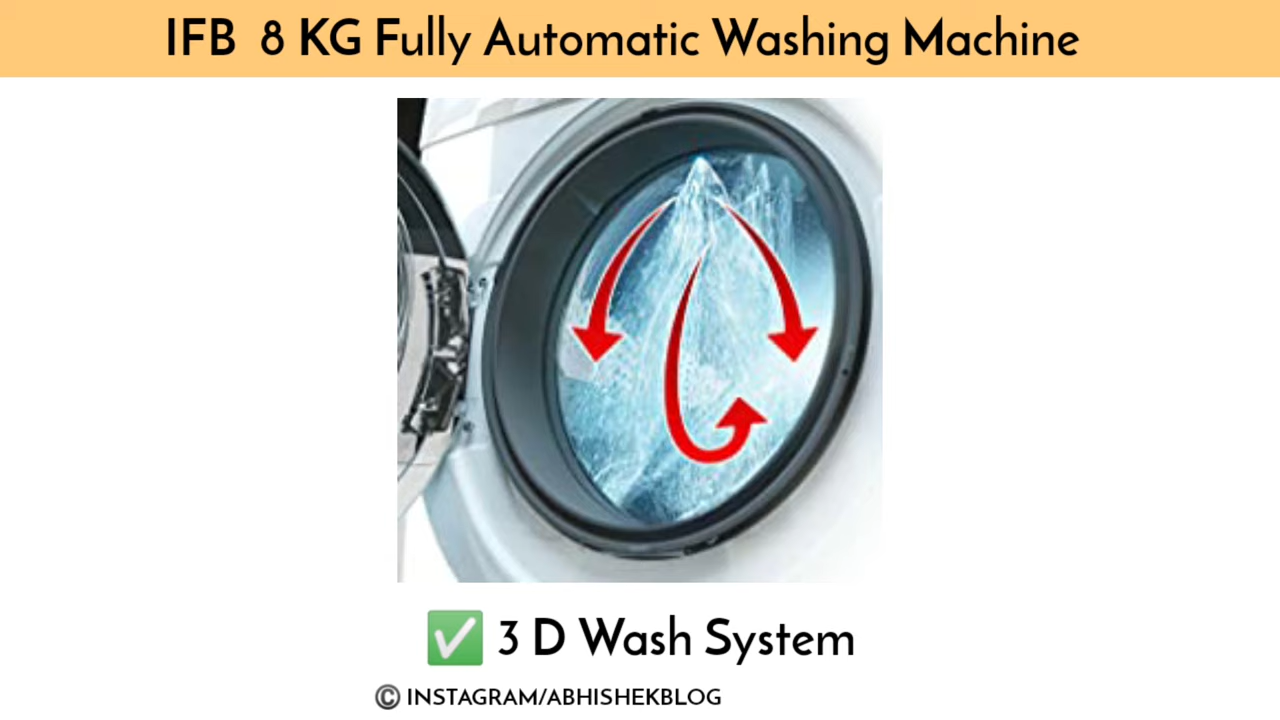 IFB 8 KG Fully Automatic Washing Machine
✅ 3 D Wash System
© INSTAGRAM/ABHISHEKBLOG